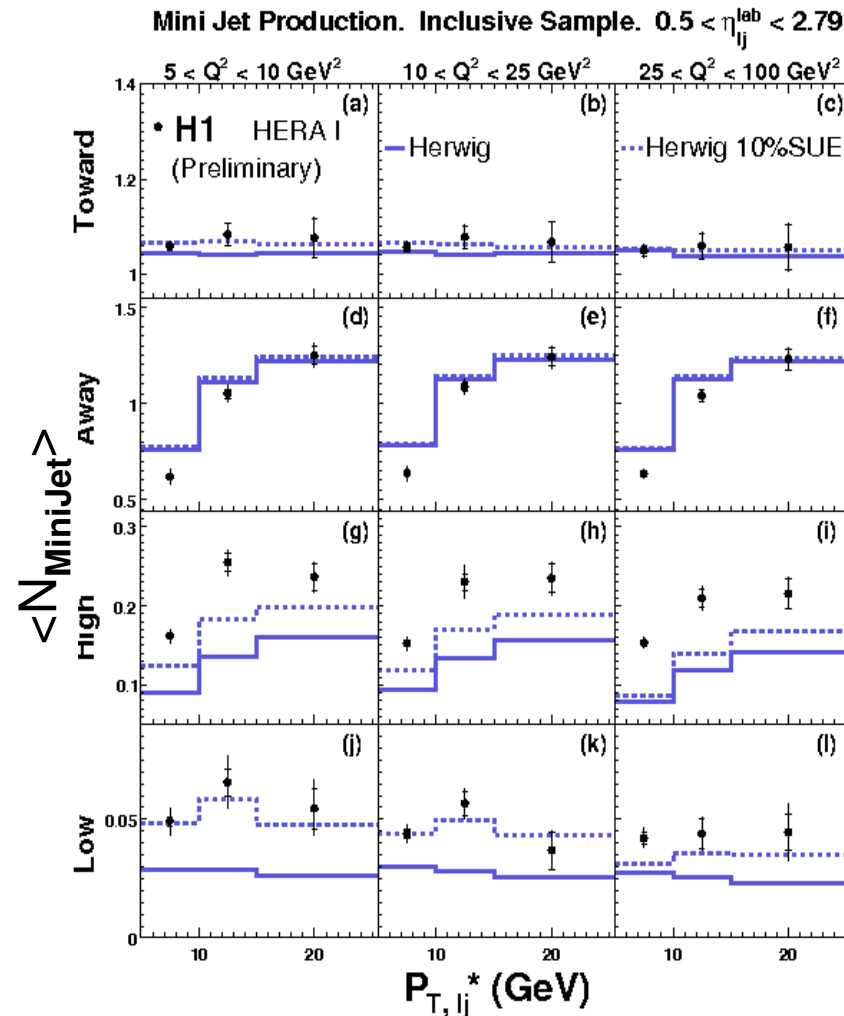 Mini Jet Production. Inclusive Sample. 0.5 < η_lj^lab < 2.79
5 < Q² < 10 GeV² 10 < Q² < 25 GeV² 25 < Q² < 100 GeV²
1.4 (a) (b) (c)
H1 HERA I Herwig Herwig 10%SUE
(Preliminary)
Toward
1.2
1
1.5 (d) (e) (f)
Away
1
0.5
<N_MiniJet>
0.3 (g) (h) (i)
High
0.2
0.1
(j) (k) (l)
Low
0.05
0
10 20 10 20 10 20
P_T, lj* (GeV)